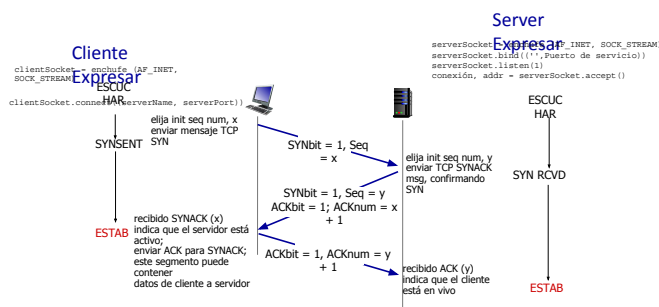 Server
Expresar
serverSocket = enchufe (AF_INET, SOCK_STREAM)
serverSocket.bind(('',Puerto de servicio))
serverSocket.listen(1)
conexión, addr = serverSocket.accept()
Cliente
Expresar
clientSocket = enchufe (AF_INET,
SOCK_STREAM)
clientSocket.connect((serverName, serverPort))
ESCUC
HAR
ESCUC
HAR
elija init seq num, x
enviar mensaje TCP
SYN
SYNSENT
SYNbit = 1, Seq
= x
elija init seq num, y
enviar TCP SYNACK
msg, confirmando
SYN
SYN RCVD
SYNbit = 1, Seq = y
ACKbit = 1; ACKnum = x
+ 1
recibido SYNACK (x)
indica que el servidor está
activo;
enviar ACK para SYNACK;
este segmento puede
contener
datos de cliente a servidor
ESTAB
ACKbit = 1, ACKnum = y
+ 1
recibido ACK (y)
indica que el cliente
está en vivo
ESTAB